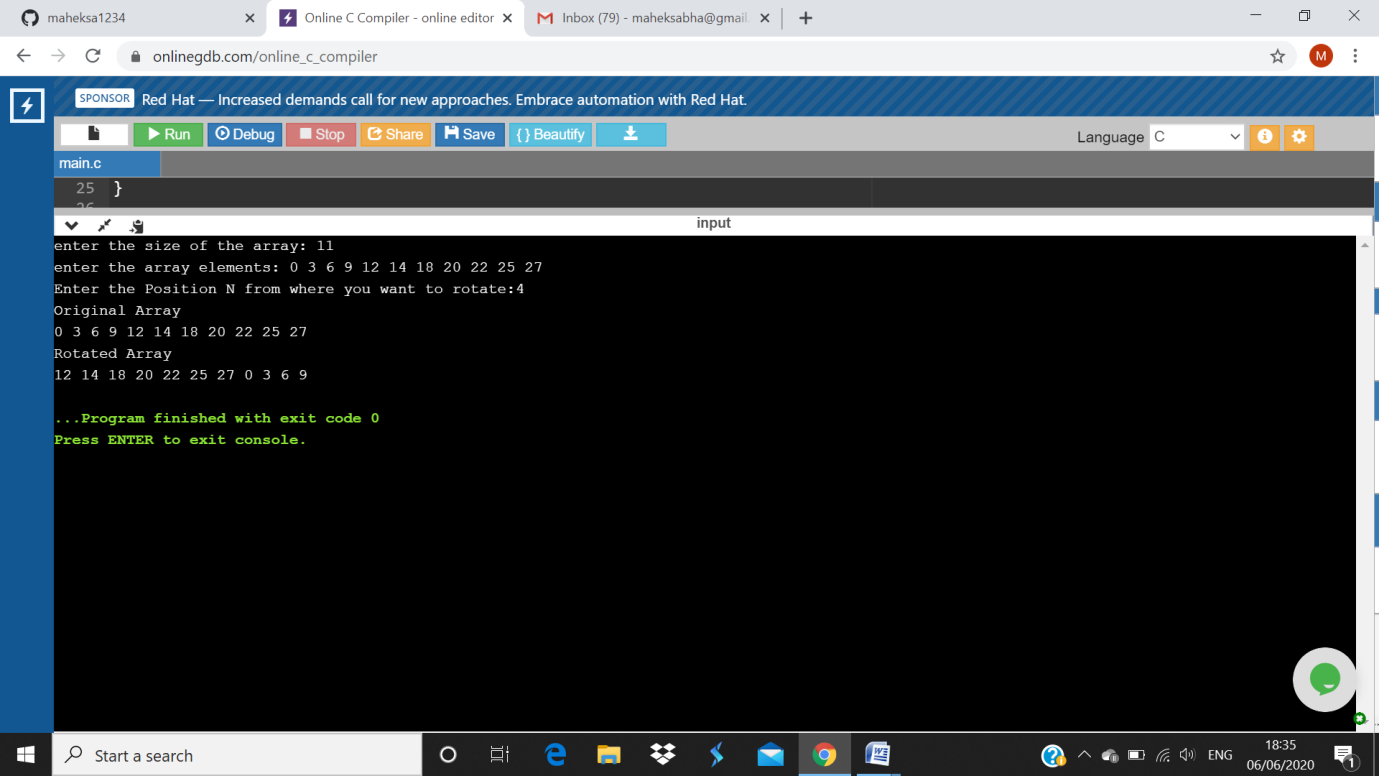 maheksa1234
Online C Compiler - online editor
Inbox (79) - maheksabha@gmail.
onlinegdb.com/online_c_compiler
M
SPONSOR Red Hat — Increased demands call for new approaches. Embrace automation with Red Hat.
Run Debug Stop Share Save { } Beautify
Language C
main.c
25 }
26
input
enter the size of the array: 11
enter the array elements: 0 3 6 9 12 14 18 20 22 25 27
Enter the Position N from where you want to rotate:4
Original Array
0 3 6 9 12 14 18 20 22 25 27
Rotated Array
12 14 18 20 22 25 27 0 3 6 9
...Program finished with exit code 0
Press ENTER to exit console.
Start a search
ENG
18:35
06/06/2020
1